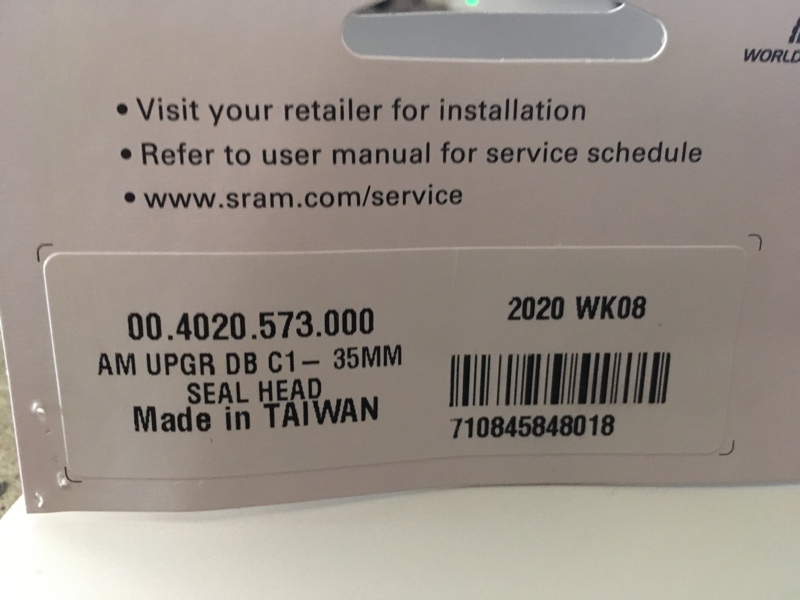 WORLD
• Visit your retailer for installation
• Refer to user manual for service schedule
• www.sram.com/service
00.4020.573.000
AM UPGR DB C1– 35MM
SEAL HEAD
Made in TAIWAN
2020 WK08
710845848018